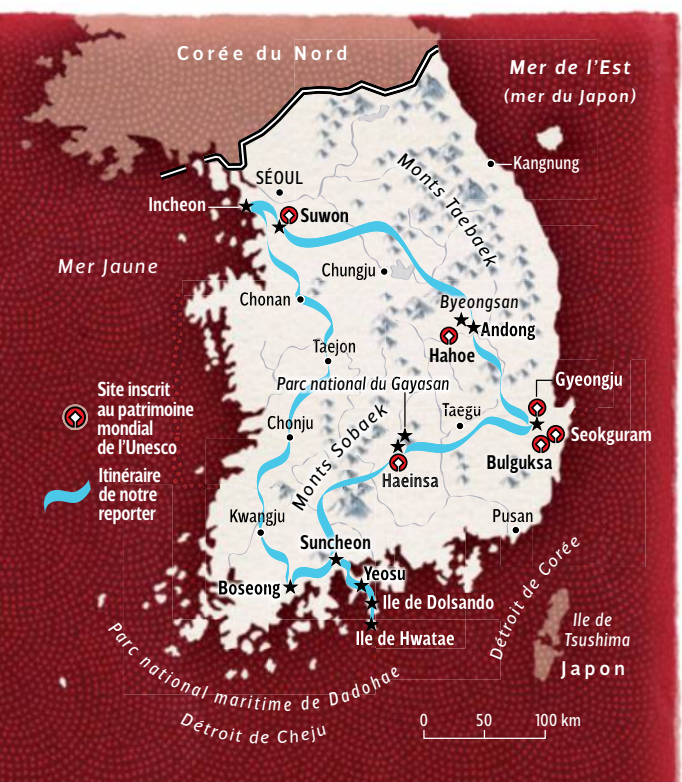 Corée du Nord
Mer de l'Est
(mer du Japon)
Kangnung
SÉOUL
Incheon
Suwon
Monts Taebaek
Mer Jaune
Chungju
Chonan
Byeongsan
Andong
Hahoe
Taejon
Parc national du Gayasan
Gyeongju
Site inscrit
au patrimoine
mondial
de l'Unesco
Chonju
Monts Sobaek
Taegu
Seokguram
Bulguksa
Haeinsa
Itinéraire
de notre
reporter
Kwangju
Pusan
Suncheon
Boseong
Yeosu
Ile de Dolsando
Ile de Hwatae
Détroit de Corée
Ile de
Tsushima
Japon
Parc national maritime de Dadohae
Détroit de Cheju
0 50 100 km